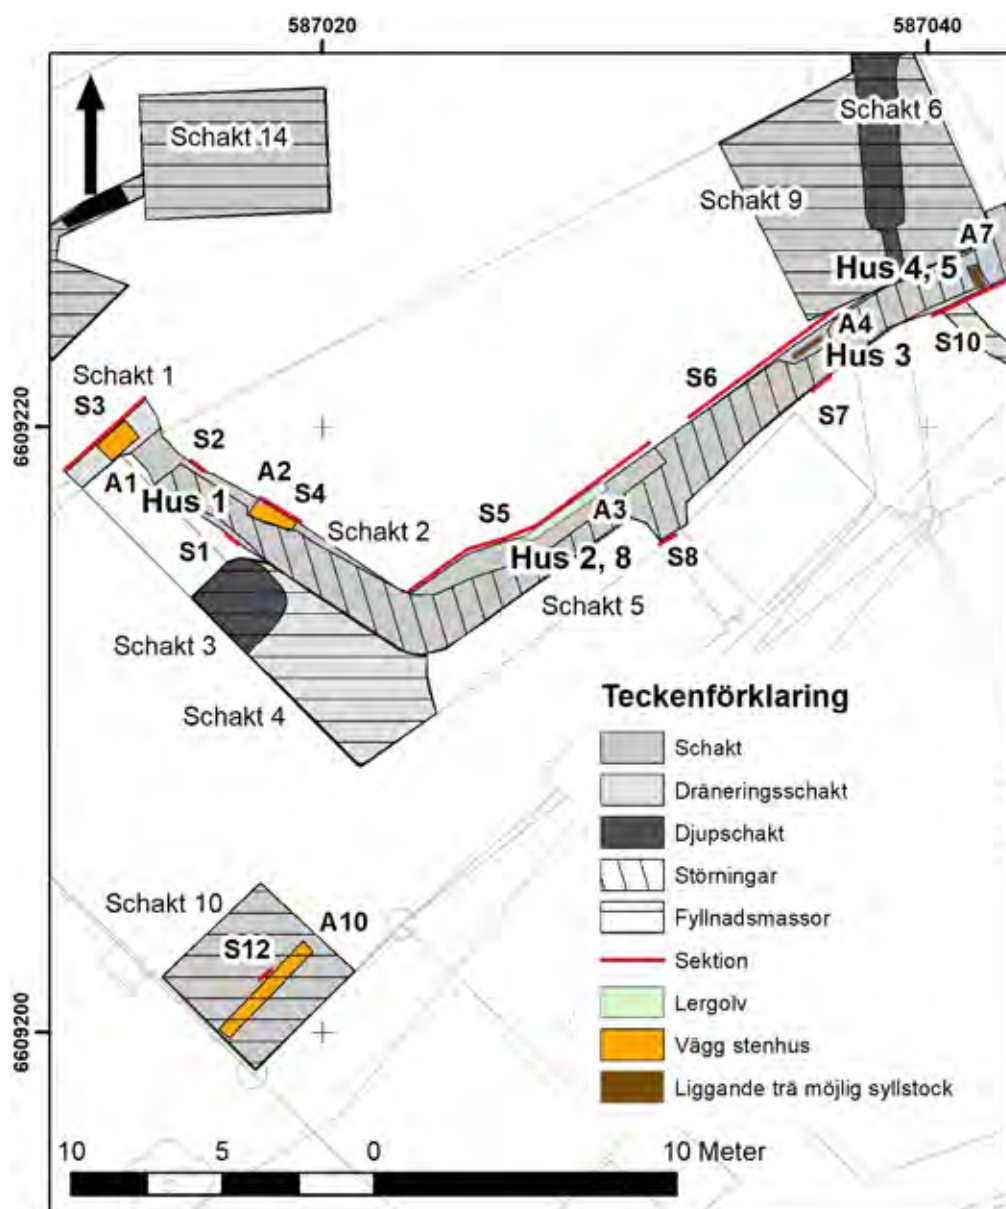 587020
587040
Schakt 14
Schakt 6
Schakt 9
A7
Hus 4, 5
A4
Hus 3
S10
S6
S7
Schakt 1
S3
6609220
S2
A2
S4
A1
Hus 1
Schakt 2
S5
A3
S1
Hus 2, 8
S8
Schakt 5
Schakt 3
Schakt 4
Teckenförklaring
Schakt
Dräneringsschakt
Djupschakt
Störningar
Fyllnadsmassor
Sektion
Lergolv
Vägg stenhus
Liggande trä möjlig syllstock
Schakt 10
A10
S12
6609200
10 5 0 10 Meter